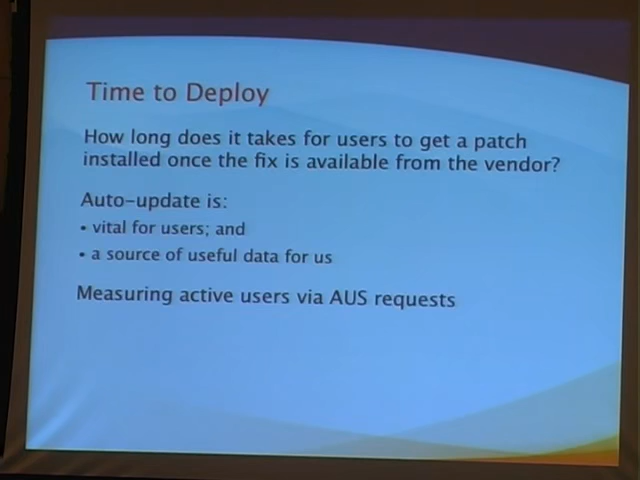 Time to Deploy
How long does it takes for users to get a patch
installed once the fix is available from the vendor?
Auto-update is:
• vital for users; and
• a source of useful data for us
Measuring active users via AUS requests